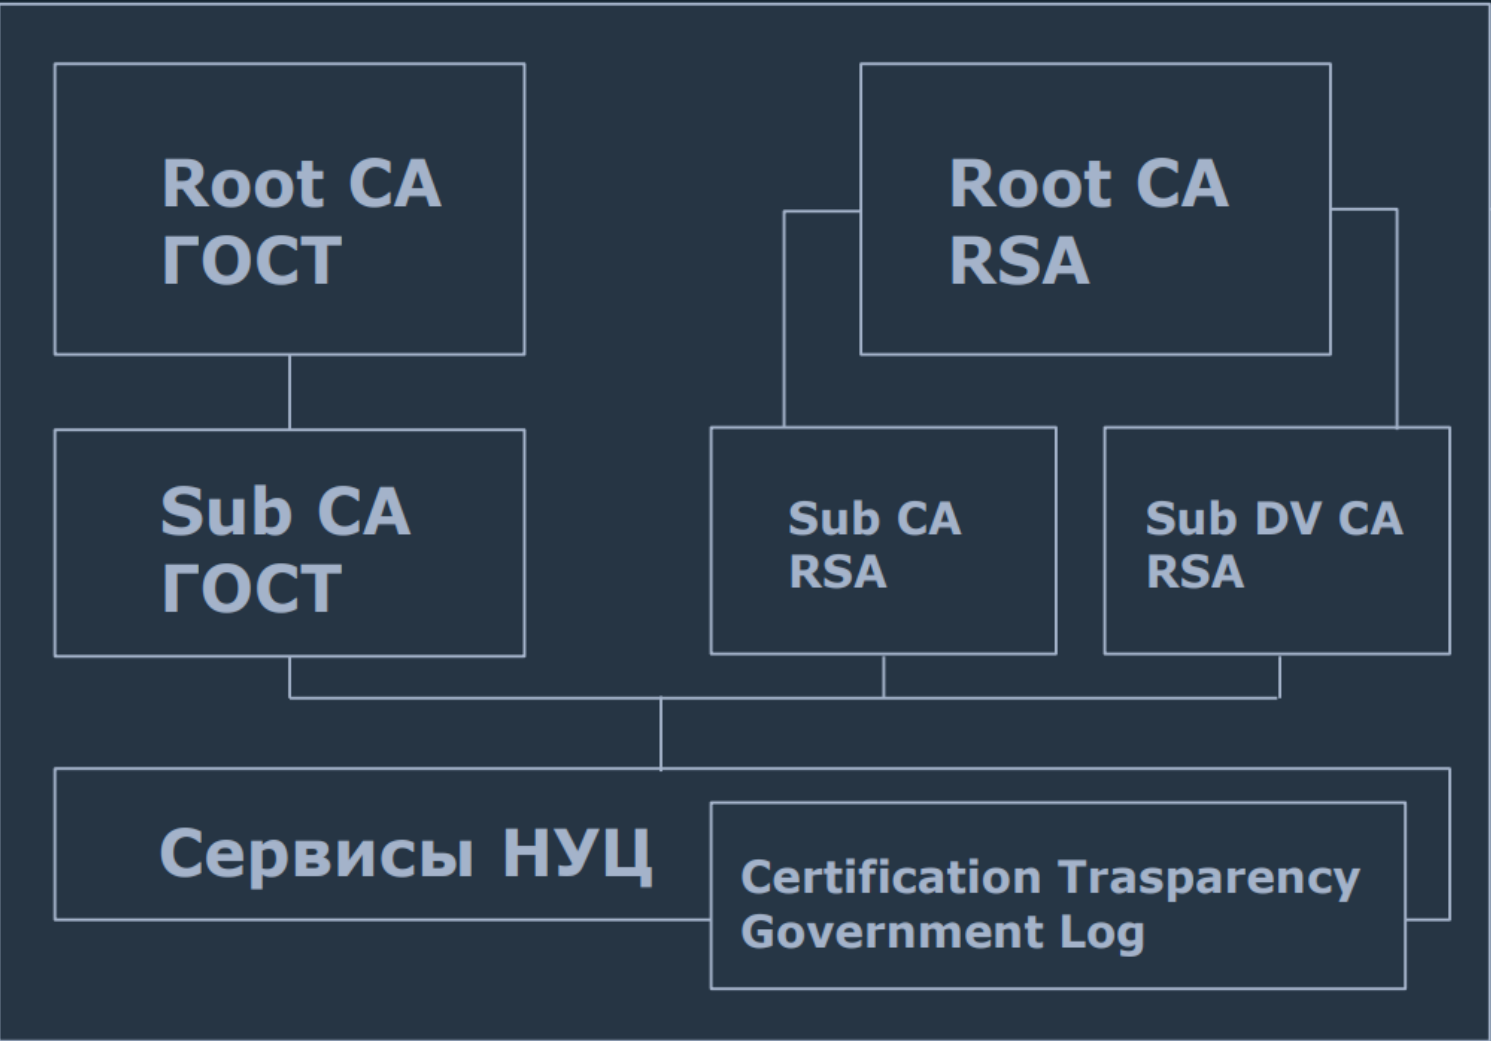 Root CA
ГОСТ
Root CA
RSA
Sub CA
ГОСТ
Sub CA
RSA
Sub DV CA
RSA
Сервисы НУЦ
Certification Trasparency
Government Log